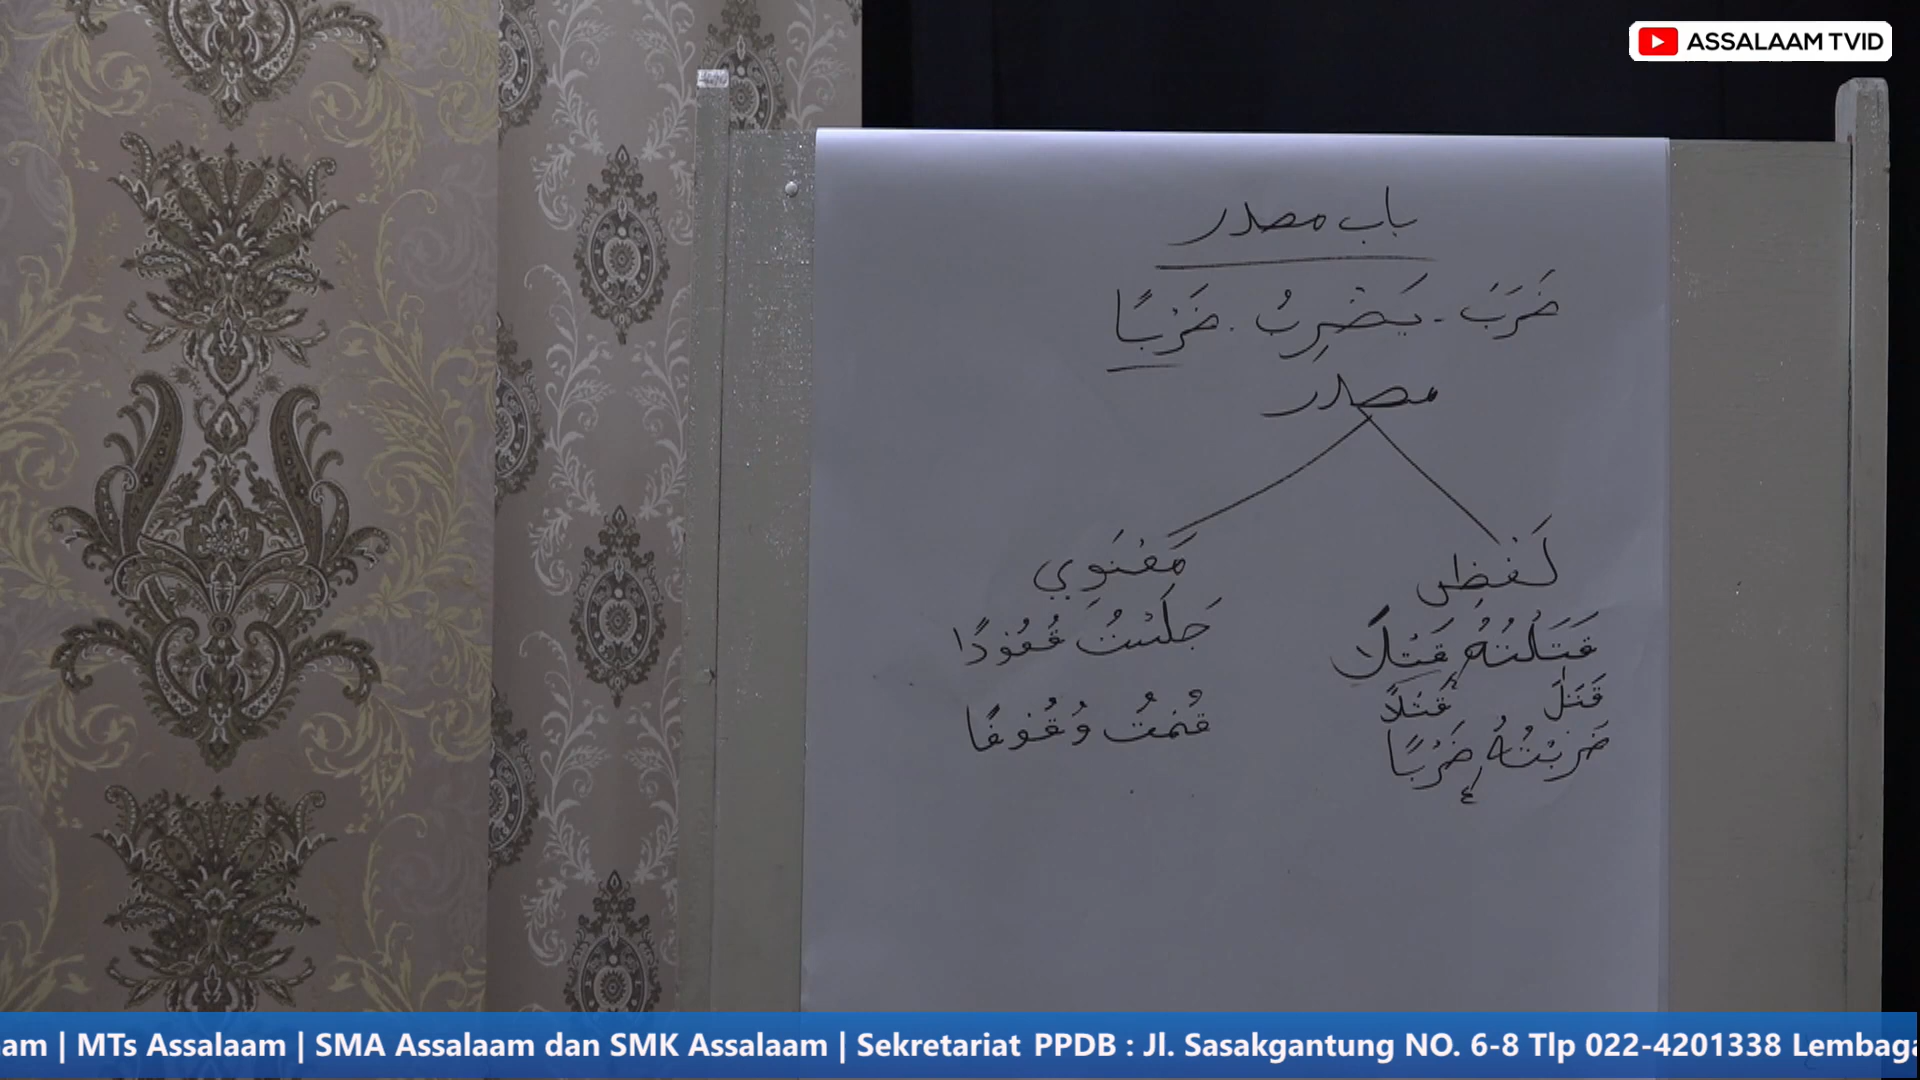 ASSALAAM TVID
باب مصدر
ضَرَبَ - يَضْرِبُ - ضَرْبًا
مصدر
لَفْظِى
مَعْنَوِي
قَتَلْتُهُ قَتْلًا
جَلَسْتُ قُعُوْدًا
قَتَلَ قَتْلًا
ضَرَبْتُهُ ضَرْبًا
قُمْتُ وُقُوفًا
am | MTs Assalaam | SMA Assalaam dan SMK Assalaam | Sekretariat PPDB : Jl. Sasakgantung NO. 6-8 Tlp 022-4201338 Lembaga